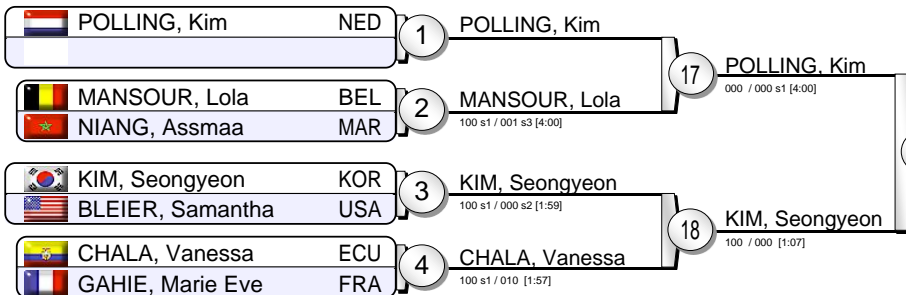 POLLING, Kim NED
1
POLLING, Kim
MANSOUR, Lola BEL
NIANG, Assmaa MAR
2
MANSOUR, Lola
100 s1 / 001 s3 [4:00]
17
POLLING, Kim
000 / 000 s1 [4:00]
KIM, Seongyeon KOR
BLEIER, Samantha USA
3
KIM, Seongyeon
100 s1 / 000 s2 [1:59]
CHALA, Vanessa ECU
GAHIE, Marie Eve FRA
4
CHALA, Vanessa
100 s1 / 010 [1:57]
18
KIM, Seongyeon
100 / 000 [1:07]